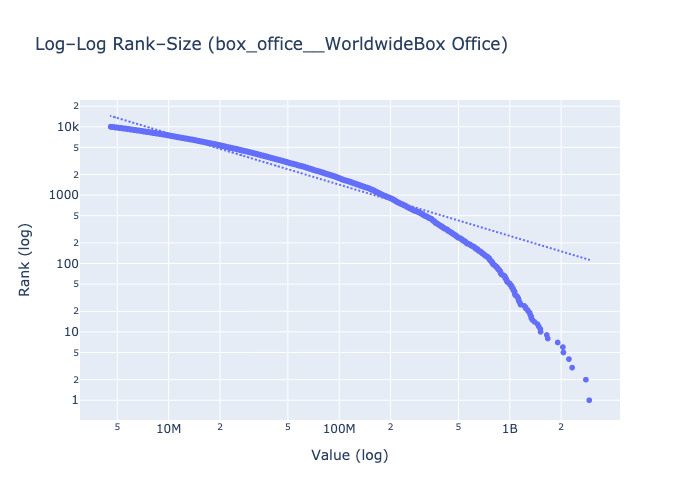 Log–Log Rank–Size (box_office__WorldwideBox Office)
2
10k
5
2
1000
5
2
100
5
2
10
5
2
1
5
10M
2
5
100M
2
5
1B
2
Rank (log)
Value (log)